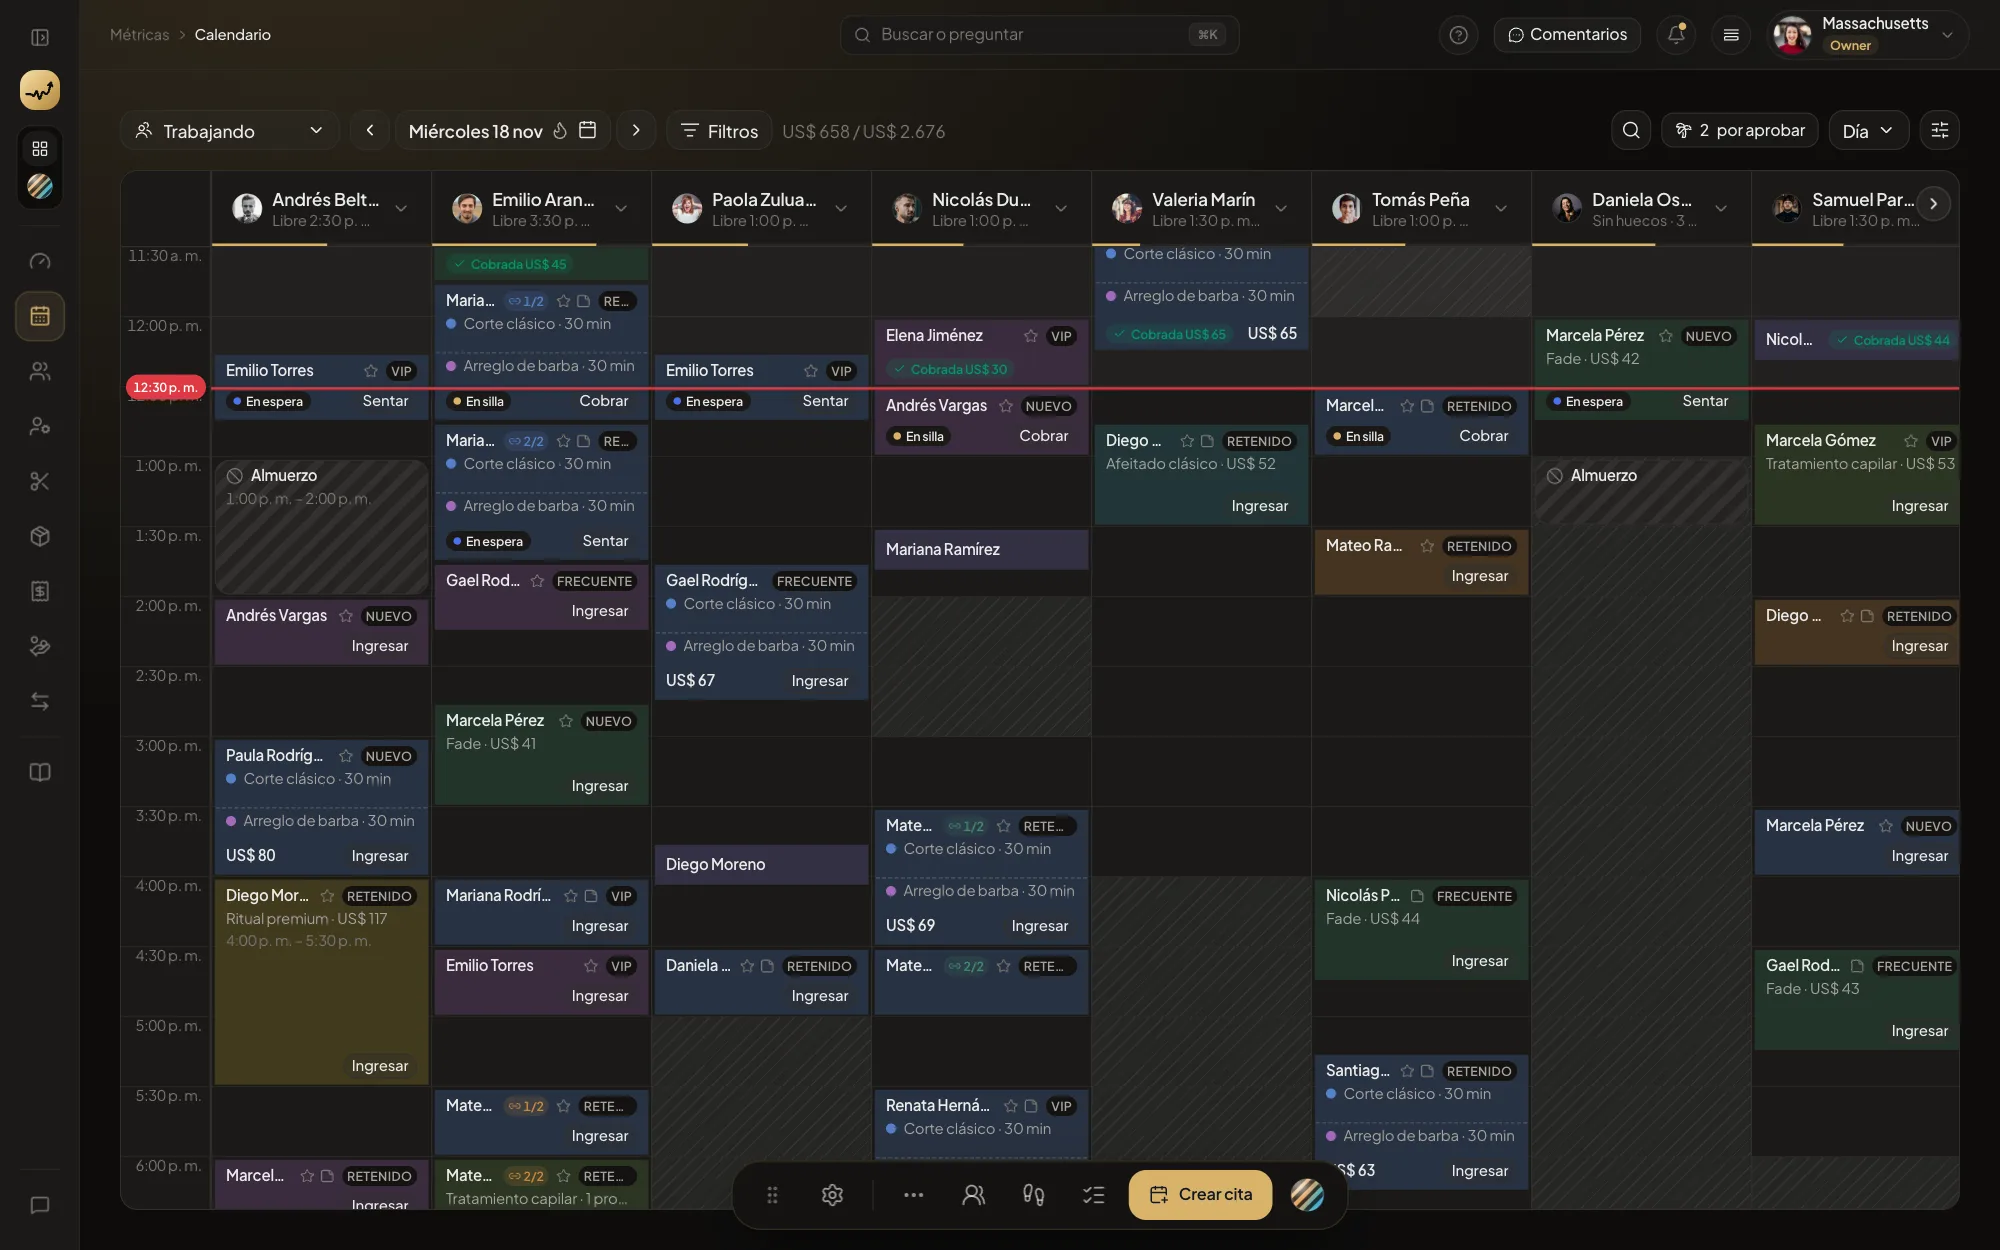 Métricas > Calendario
Buscar o preguntar
⌘K
Comentarios
Massachusetts
Owner
Trabajando
Miércoles 18 nov
Filtros
US$ 658 / US$ 2.676
2 por aprobar
Día
Andrés Belt...
Libre 2:30 p. ...
Emilio Aran...
Libre 3:30 p. ...
Paola Zulua...
Libre 1:00 p. ...
Nicolás Du...
Libre 1:00 p. ...
Valeria Marín
Libre 1:30 p. m...
Tomás Peña
Libre 1:00 p. ...
Daniela Os...
Sin huecos · 3 ...
Samuel Par...
Libre 1:30 p. m...
11:30 a. m.
12:00 p. m.
12:30 p. m.
1:00 p. m.
1:30 p. m.
2:00 p. m.
2:30 p. m.
3:00 p. m.
3:30 p. m.
4:00 p. m.
4:30 p. m.
5:00 p. m.
5:30 p. m.
6:00 p. m.
Emilio Torres VIP
En espera Sentar
Almuerzo
1:00 p. m. – 2:00 p. m.
Andrés Vargas NUEVO
Ingresar
Paula Rodríg... NUEVO
Corte clásico · 30 min
Arreglo de barba · 30 min
US$ 80 Ingresar
Diego Mor... RETENIDO
Ritual premium · US$ 117
4:00 p. m. – 5:30 p. m.
Ingresar
Marcel... RETENIDO
Ingresar
Cobrada US$ 45
Maria... 1/2 RE...
Corte clásico · 30 min
Arreglo de barba · 30 min
En silla Cobrar
Maria... 2/2 RE...
Corte clásico · 30 min
Arreglo de barba · 30 min
En espera Sentar
Gael Rod... FRECUENTE
Ingresar
Marcela Pérez NUEVO
Fade · US$ 41
Ingresar
Mariana Rodrí... VIP
Ingresar
Emilio Torres VIP
Ingresar
Mate... 1/2 RETE...
Ingresar
Mate... 2/2 RETE...
Tratamiento capilar · 1 pro...
Emilio Torres VIP
En espera Sentar
Gael Rodríg... FRECUENTE
Corte clásico · 30 min
Arreglo de barba · 30 min
US$ 67 Ingresar
Diego Moreno
Daniela ... RETENIDO
Ingresar
Elena Jiménez VIP
Cobrada US$ 30
Andrés Vargas NUEVO
En silla Cobrar
Mariana Ramírez
Mate... 1/2 RETE...
Corte clásico · 30 min
Arreglo de barba · 30 min
US$ 69 Ingresar
Mate... 2/2 RETE...
Renata Herná... VIP
Corte clásico · 30 min
Corte clásico · 30 min
Arreglo de barba · 30 min
Cobrada US$ 65 US$ 65
Diego ... RETENIDO
Afeitado clásico · US$ 52
Ingresar
Marcel... RETENIDO
En silla Cobrar
Mateo Ra... RETENIDO
Ingresar
Nicolás P... FRECUENTE
Fade · US$ 44
Ingresar
Santiag... RETENIDO
Corte clásico · 30 min
Arreglo de barba · 30 min
S$ 63 Ingresar
Marcela Pérez NUEVO
Fade · US$ 42
En espera Sentar
Almuerzo
Nicol... Cobrada US$ 44
Marcela Gómez VIP
Tratamiento capilar · US$ 53
Ingresar
Diego ... RETENIDO
Ingresar
Marcela Pérez NUEVO
Ingresar
Gael Rod... FRECUENTE
Fade · US$ 43
Ingresar
Crear cita